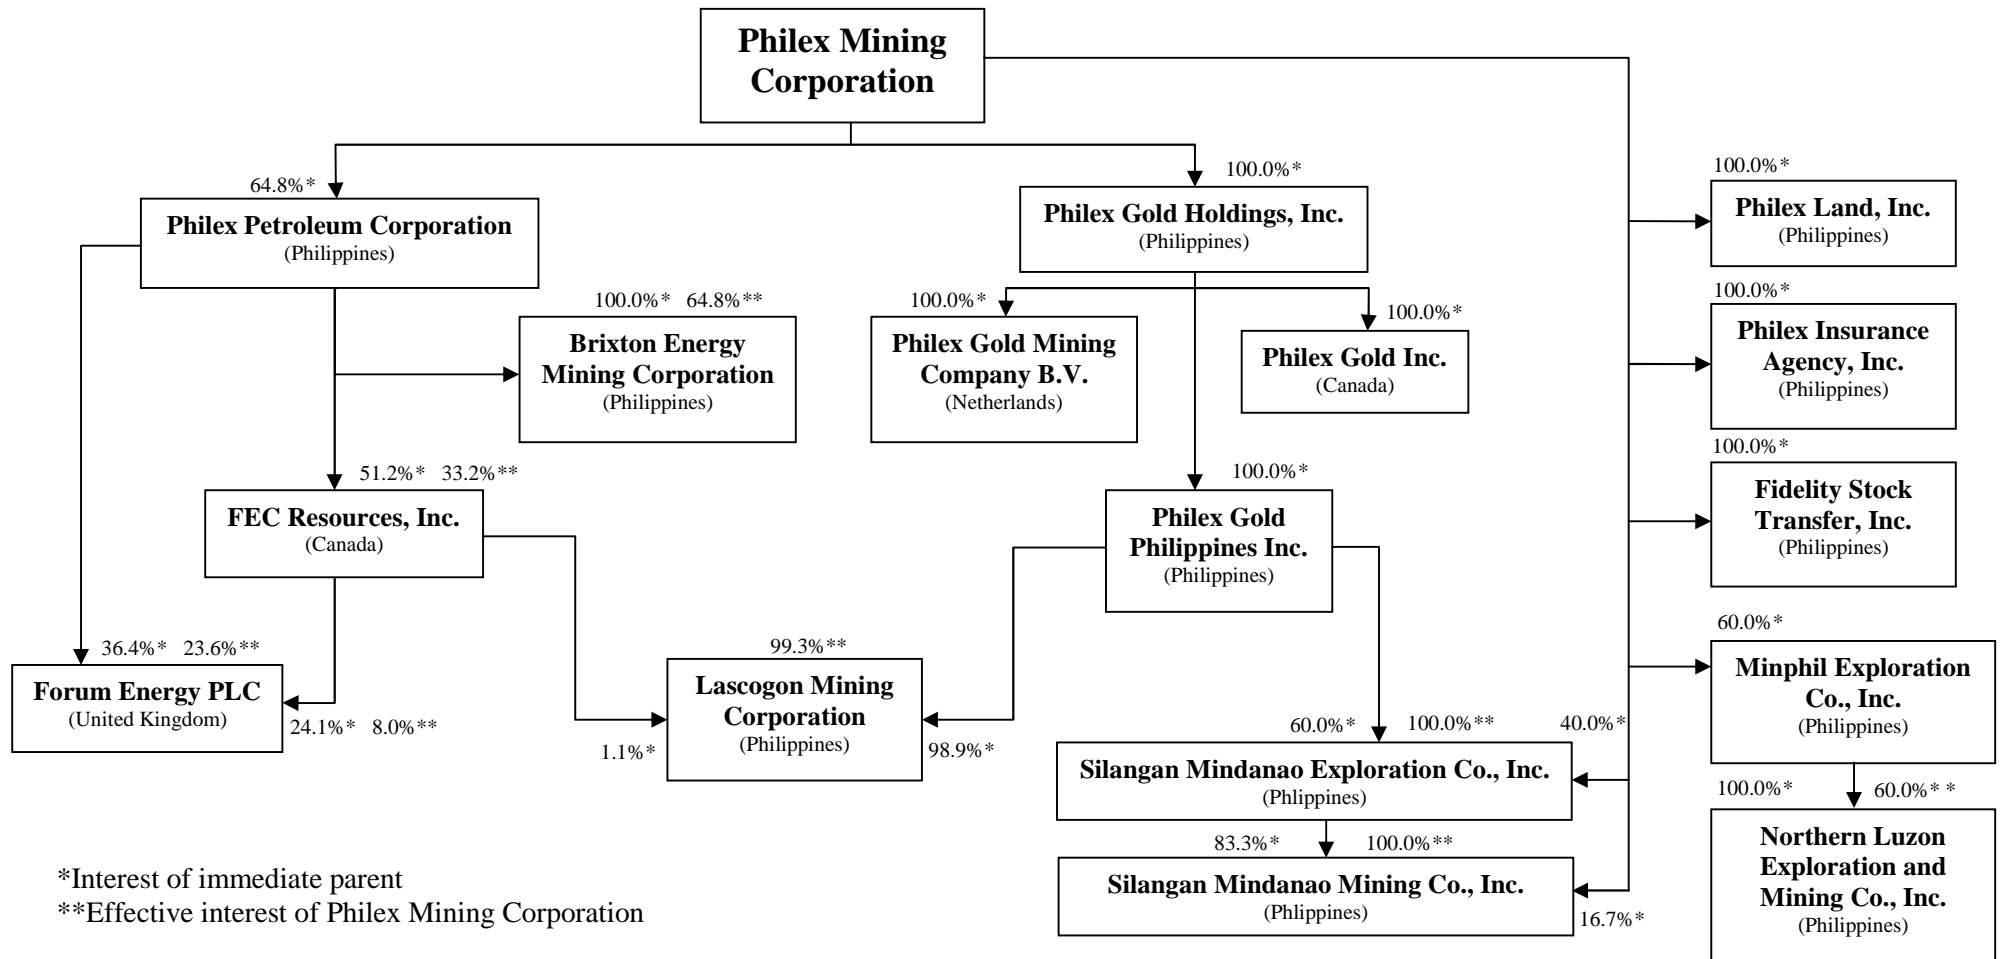 Philex Mining
Corporation
64.8%*
100.0%*
100.0%*
Philex Petroleum Corporation
(Philippines)
Philex Gold Holdings, Inc.
(Philippines)
Philex Land, Inc.
(Philippines)
100.0%* 64.8%**
Brixton Energy
Mining Corporation
(Philippines)
100.0%*
Philex Gold Mining
Company B.V.
(Netherlands)
100.0%*
Philex Gold Inc.
(Canada)
100.0%*
Philex Insurance
Agency, Inc.
(Philippines)
51.2%* 33.2%**
FEC Resources, Inc.
(Canada)
100.0%*
Philex Gold
Philippines Inc.
(Philippines)
100.0%*
Fidelity Stock
Transfer, Inc.
(Philippines)
36.4%* 23.6%**
Forum Energy PLC
(United Kingdom)
24.1%* 8.0%**
99.3%**
Lascogon Mining
Corporation
(Philippines)
1.1%*
98.9%*
60.0%* 100.0%** 40.0%*
Silangan Mindanao Exploration Co., Inc.
(Phlippines)
60.0%*
Minphil Exploration
Co., Inc.
(Philippines)
83.3%* 100.0%**
Silangan Mindanao Mining Co., Inc.
(Phlippines)
16.7%*
100.0%* 60.0%* *
Northern Luzon
Exploration and
Mining Co., Inc.
(Philippines)
*Interest of immediate parent
**Effective interest of Philex Mining Corporation